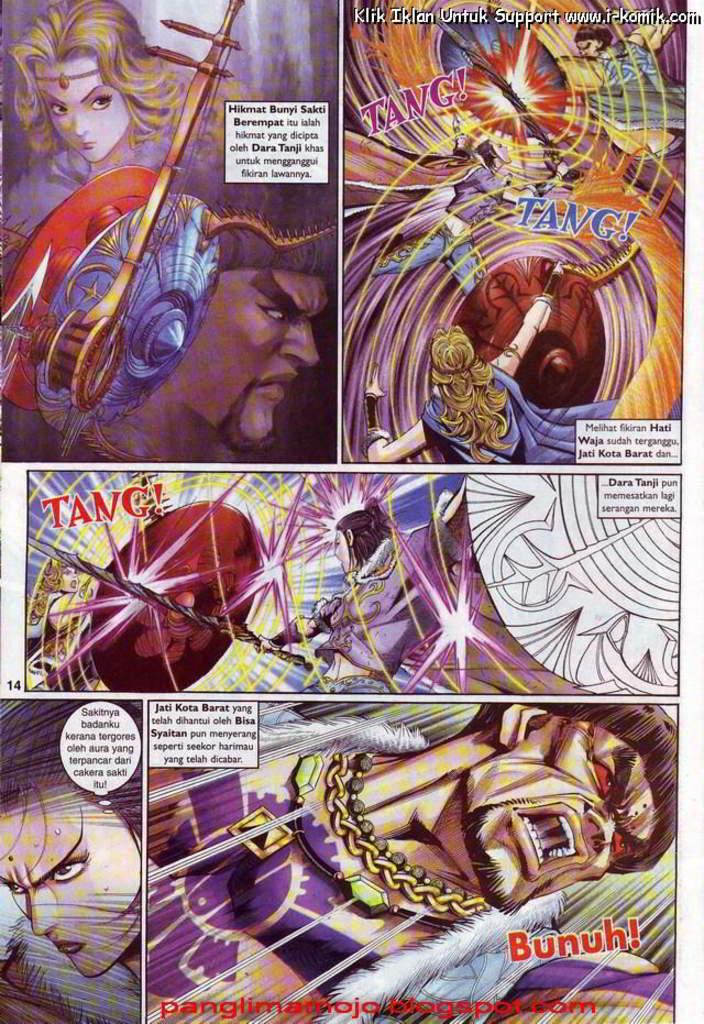 Klik Iklan Untuk Support www.i-komik.com
Hikmat Bunyi Sakti
Berempat itu ialah
hikmat yang dicipta
oleh Dara Tanji khas
untuk mengganggui
fikiran lawannya.
TANG!
TANG!
Melihat fikiran Hati
Waja sudah terganggu,
Jati Kota Barat dan...
TANG!
...Dara Tanji pun
memesatkan lagi
serangan mereka.
14
Sakitnya
badanku
kerana tergores
oleh aura yang
terpancar dari
cakera sakti
itu!
Jati Kota Barat yang
telah dihantui oleh Bisa
Syaitan pun menyerang
seperti seekor harimau
yang telah dicabar.
Bunuh!